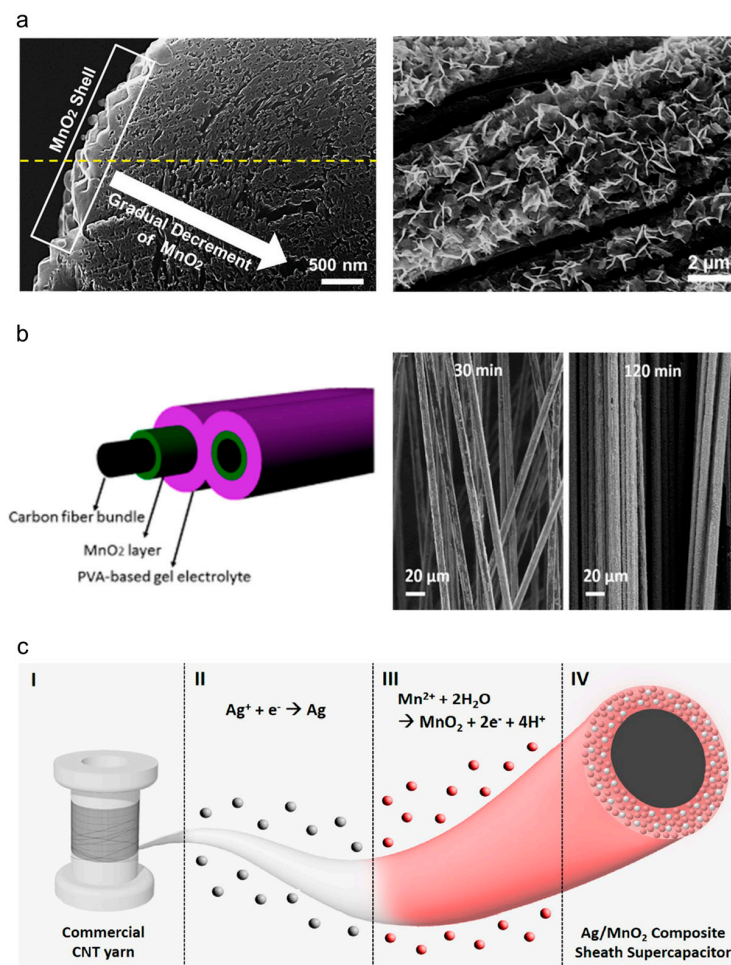 a
MnO₂ Shell
Gradual Decrement
of MnO₂
500 nm
2 μm
b
Carbon fiber bundle
MnO₂ layer
PVA-based gel electrolyte
30 min
120 min
20 μm
20 μm
c
I
II
III
IV
Ag⁺ + e⁻ → Ag
Mn²⁺ + 2H₂O
→ MnO₂ + 2e⁻ + 4H⁺
Commercial
CNT yarn
Ag/MnO₂ Composite
Sheath Supercapacitor